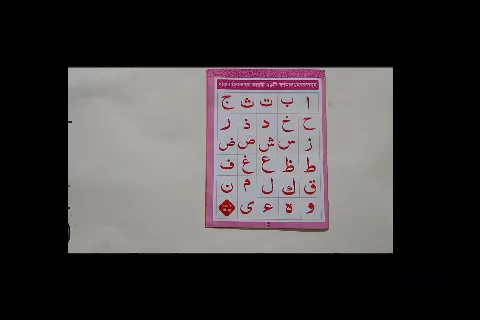 ا ب ت ث ج
ح خ د ذ ر
ز س ش ص ض
ط ظ ع غ ف
ق ك ل م ن
و ه ء ى